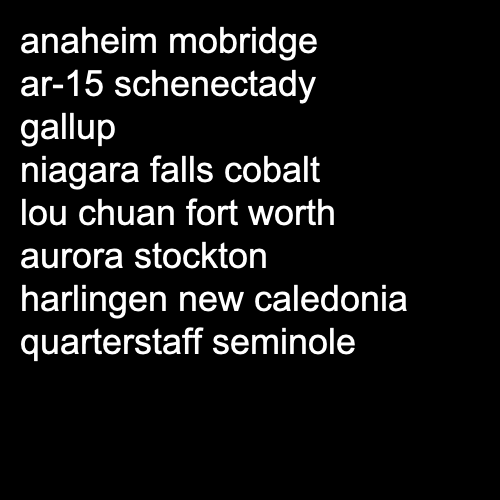 anaheim mobridge
ar-15 schenectady
gallup
niagara falls cobalt
lou chuan fort worth
aurora stockton
harlingen new caledonia
quarterstaff seminole